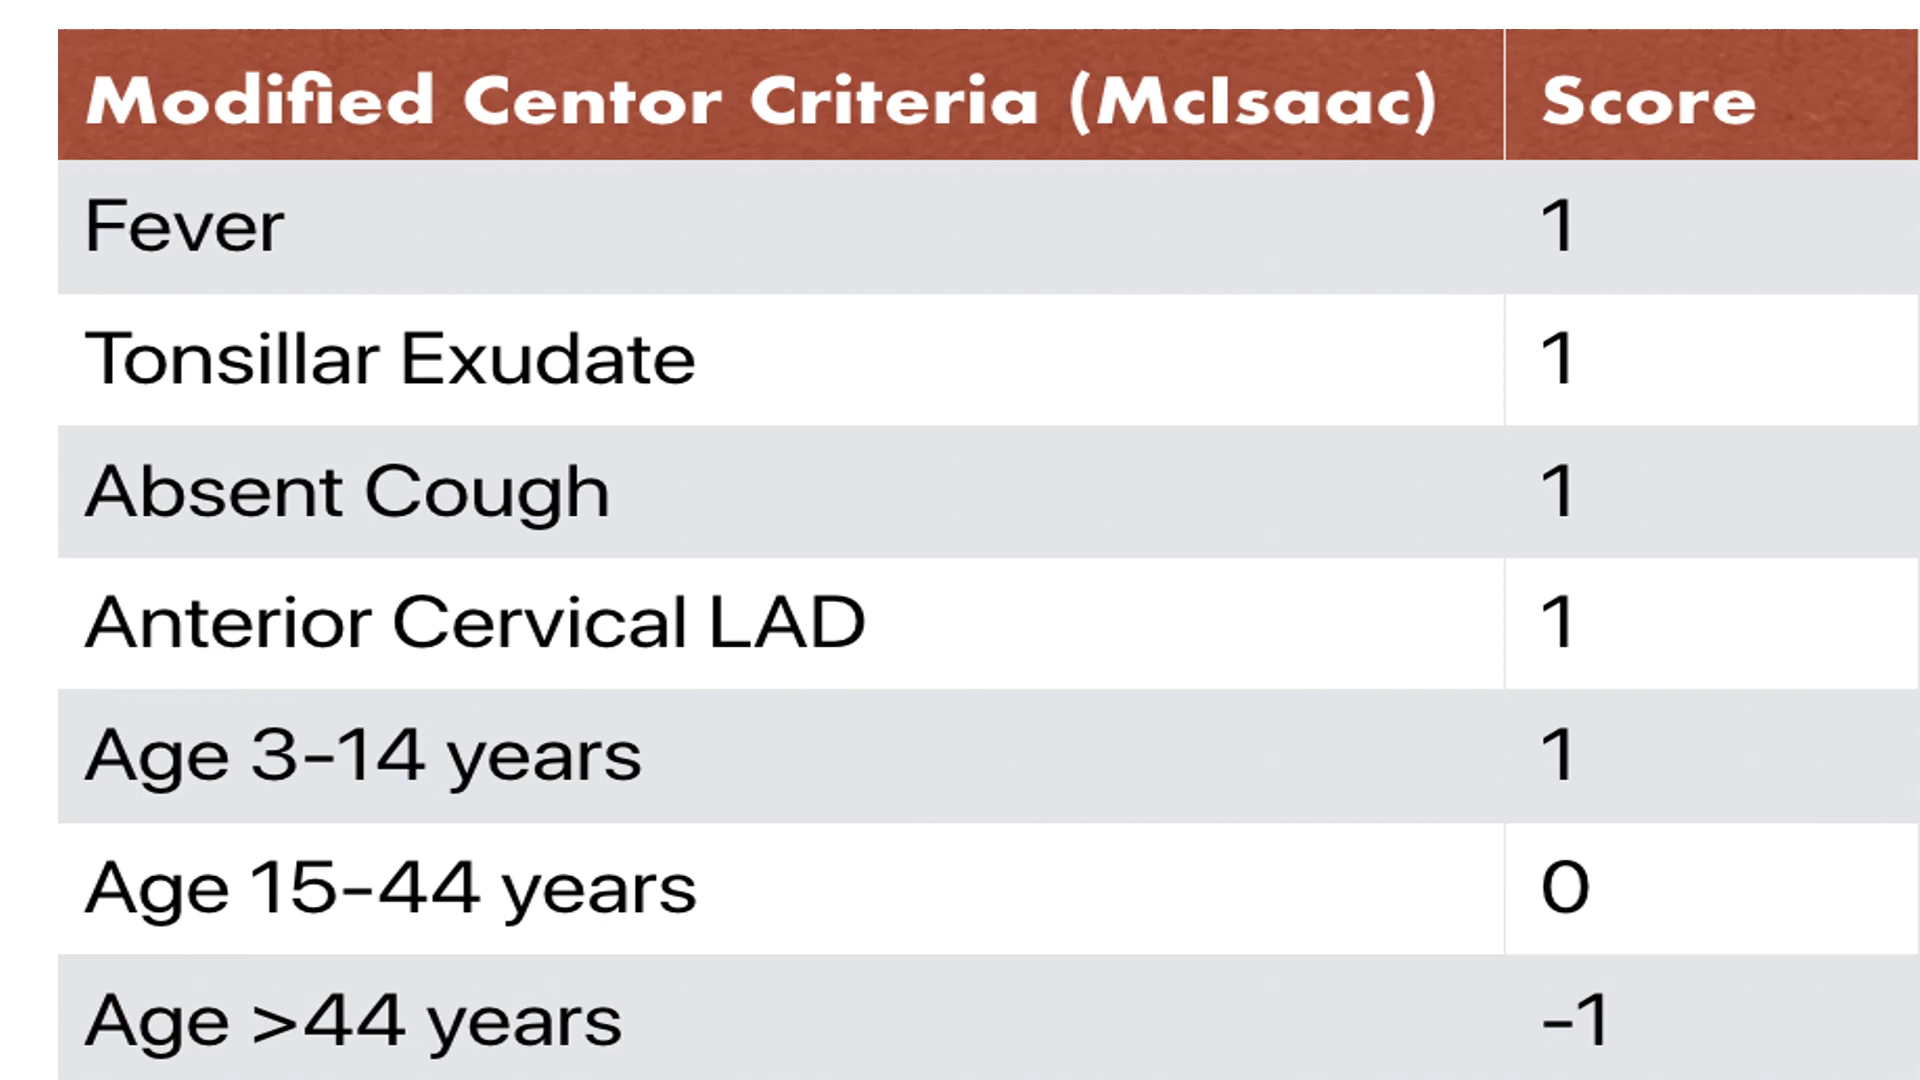 Modified Centor Criteria (McIsaac) Score
Fever 1
Tonsillar Exudate 1
Absent Cough 1
Anterior Cervical LAD 1
Age 3-14 years 1
Age 15-44 years 0
Age >44 years -1